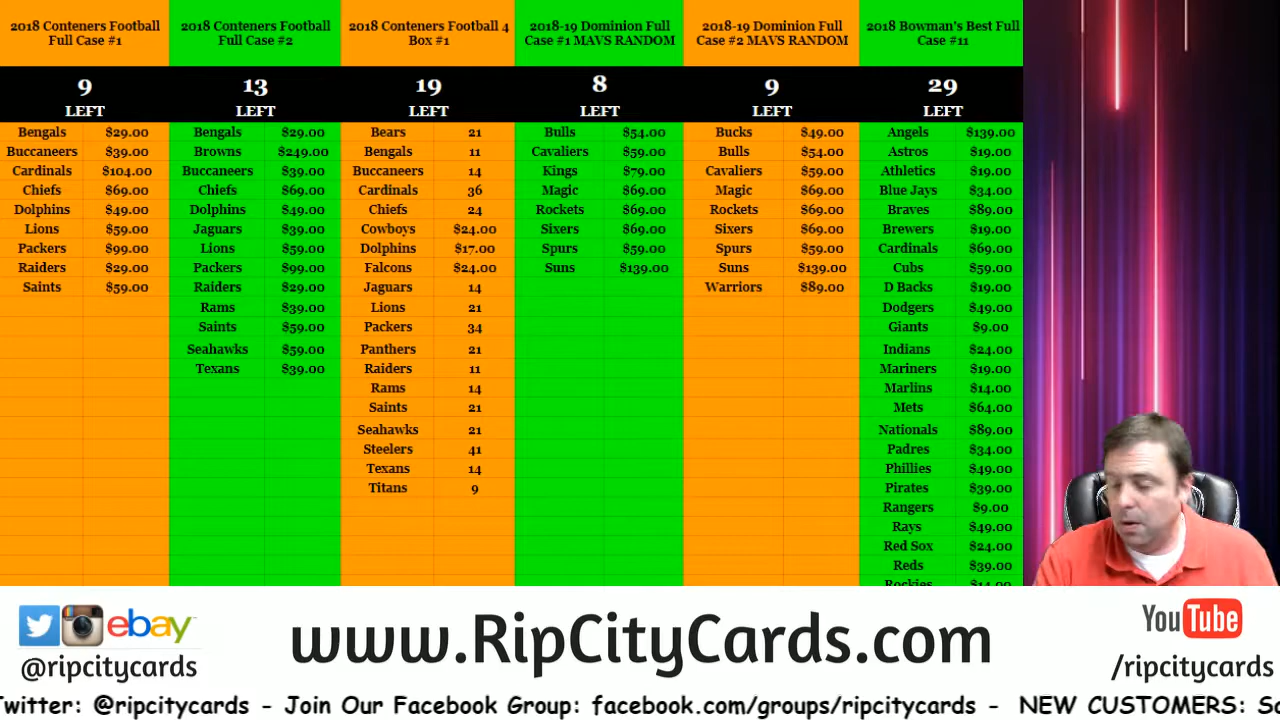 2018 Conteners Football
Full Case #1
9
LEFT
Bengals $29.00
Buccaneers $39.00
Cardinals $104.00
Chiefs $69.00
Dolphins $49.00
Lions $59.00
Packers $99.00
Raiders $29.00
Saints $59.00
2018 Conteners Football
Full Case #2
13
LEFT
Bengals $29.00
Browns $249.00
Buccaneers $39.00
Chiefs $69.00
Dolphins $49.00
Jaguars $39.00
Lions $59.00
Packers $99.00
Raiders $29.00
Rams $39.00
Saints $59.00
Seahawks $59.00
Texans $39.00
2018 Conteners Football 4
Box #1
19
LEFT
Bears 21
Bengals 11
Buccaneers 14
Cardinals 36
Chiefs 24
Cowboys $24.00
Dolphins $17.00
Falcons $24.00
Jaguars 14
Lions 21
Packers 34
Panthers 21
Raiders 11
Rams 14
Saints 21
Seahawks 21
Steelers 41
Texans 14
Titans 9
2018-19 Dominion Full
Case #1 MAVS RANDOM
8
LEFT
Bulls $54.00
Cavaliers $59.00
Kings $79.00
Magic $69.00
Rockets $69.00
Sixers $69.00
Spurs $59.00
Suns $139.00
2018-19 Dominion Full
Case #2 MAVS RANDOM
9
LEFT
Bucks $49.00
Bulls $54.00
Cavaliers $59.00
Magic $69.00
Rockets $69.00
Sixers $69.00
Spurs $59.00
Suns $139.00
Warriors $89.00
2018 Bowman's Best Full
Case #11
29
LEFT
Angels $139.00
Astros $19.00
Athletics $19.00
Blue Jays $34.00
Braves $89.00
Brewers $19.00
Cardinals $69.00
Cubs $59.00
D Backs $19.00
Dodgers $49.00
Giants $9.00
Indians $24.00
Mariners $19.00
Marlins $14.00
Mets $64.00
Nationals $89.00
Padres $34.00
Phillies $49.00
Pirates $39.00
Rangers $9.00
Rays $49.00
Red Sox $24.00
Reds $39.00
Rockies $14.00
ebay
@ripcitycards
www.RipCityCards.com
YouTube
/ripcitycards
Twitter: @ripcitycards - Join Our Facebook Group: facebook.com/groups/ripcitycards - NEW CUSTOMERS: